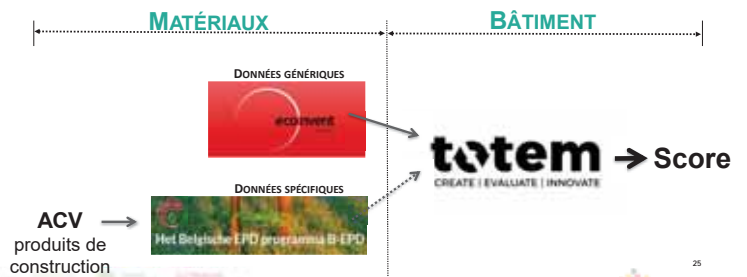 MATÉRIAUX
BÂTIMENT
DONNÉES GÉNÉRIQUES
ecoinvent
totem
CREATE | EVALUATE | INNOVATE
Score
DONNÉES SPÉCIFIQUES
Het Belgische EPD programma B-EPD
ACV
produits de
construction
25